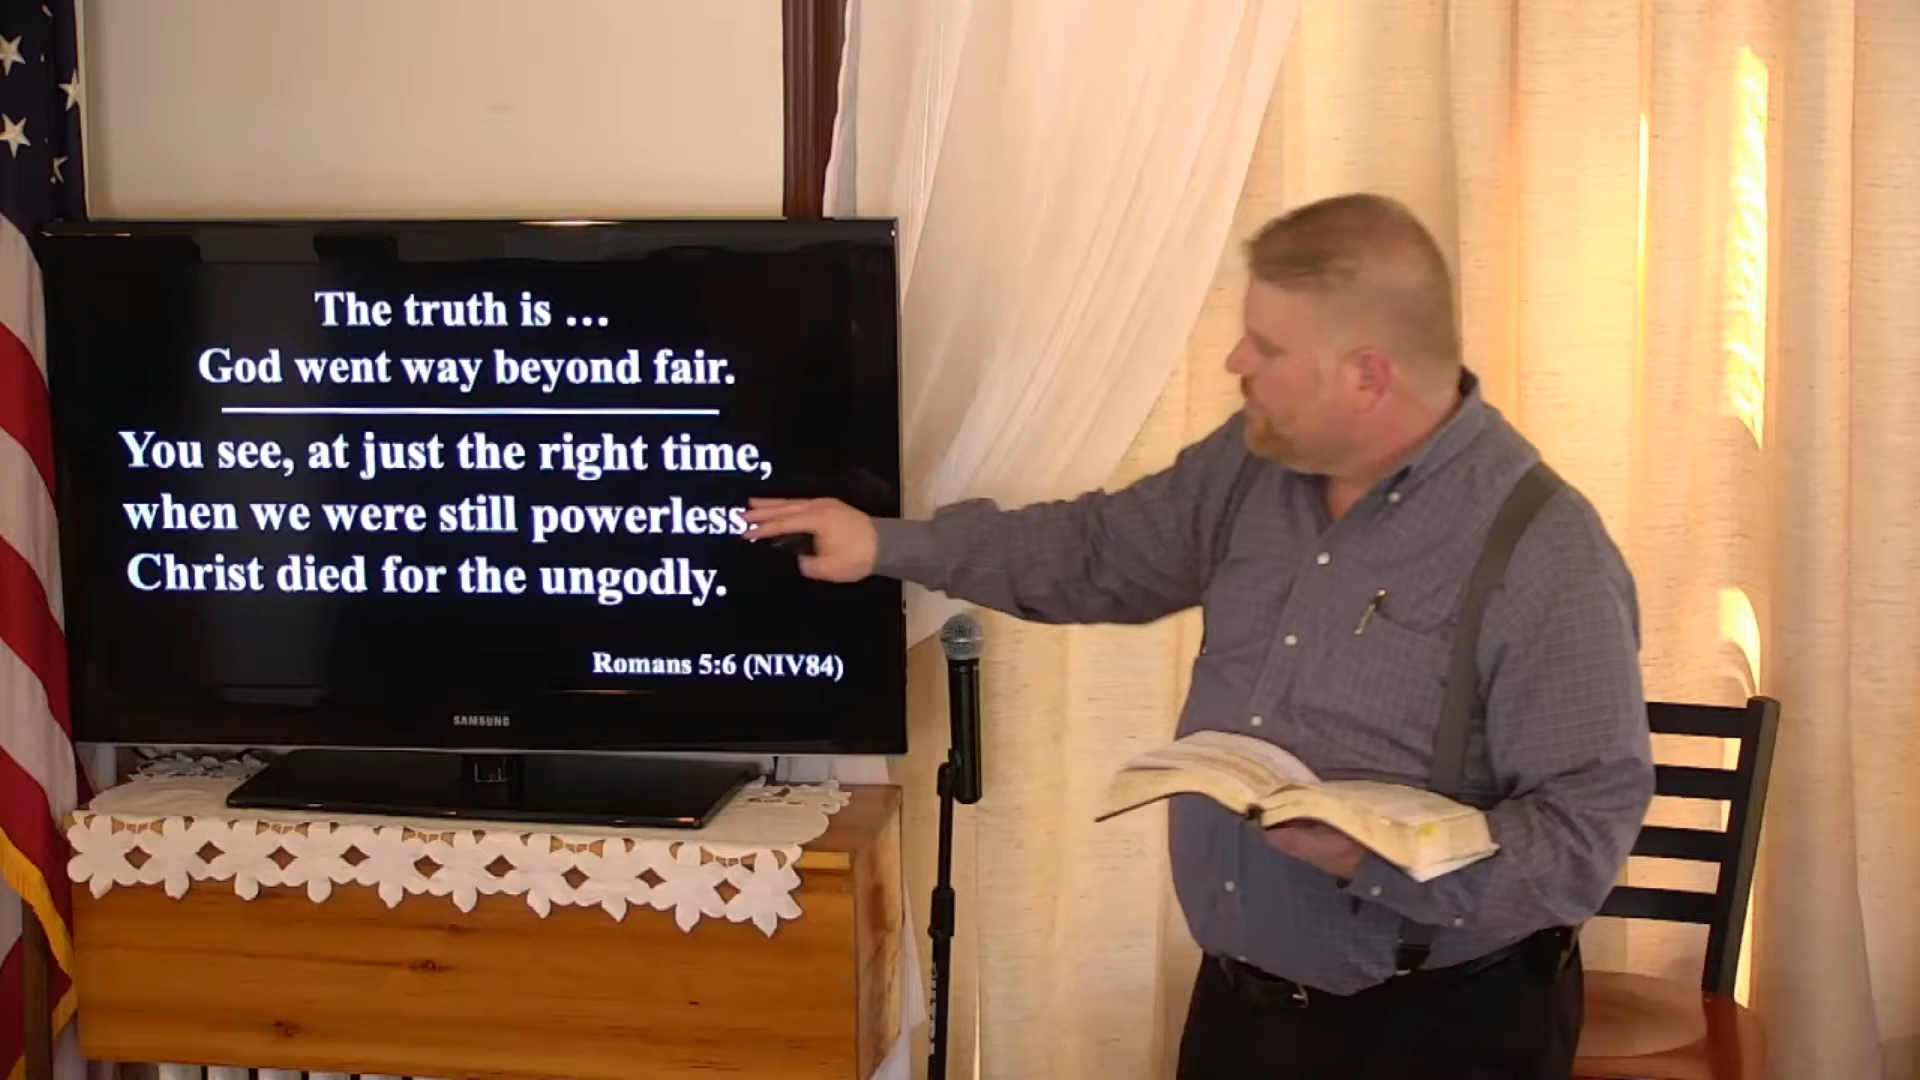 The truth is …
God went way beyond fair.
You see, at just the right time,
when we were still powerless,
Christ died for the ungodly.
Romans 5:6 (NIV84)
SAMSUNG